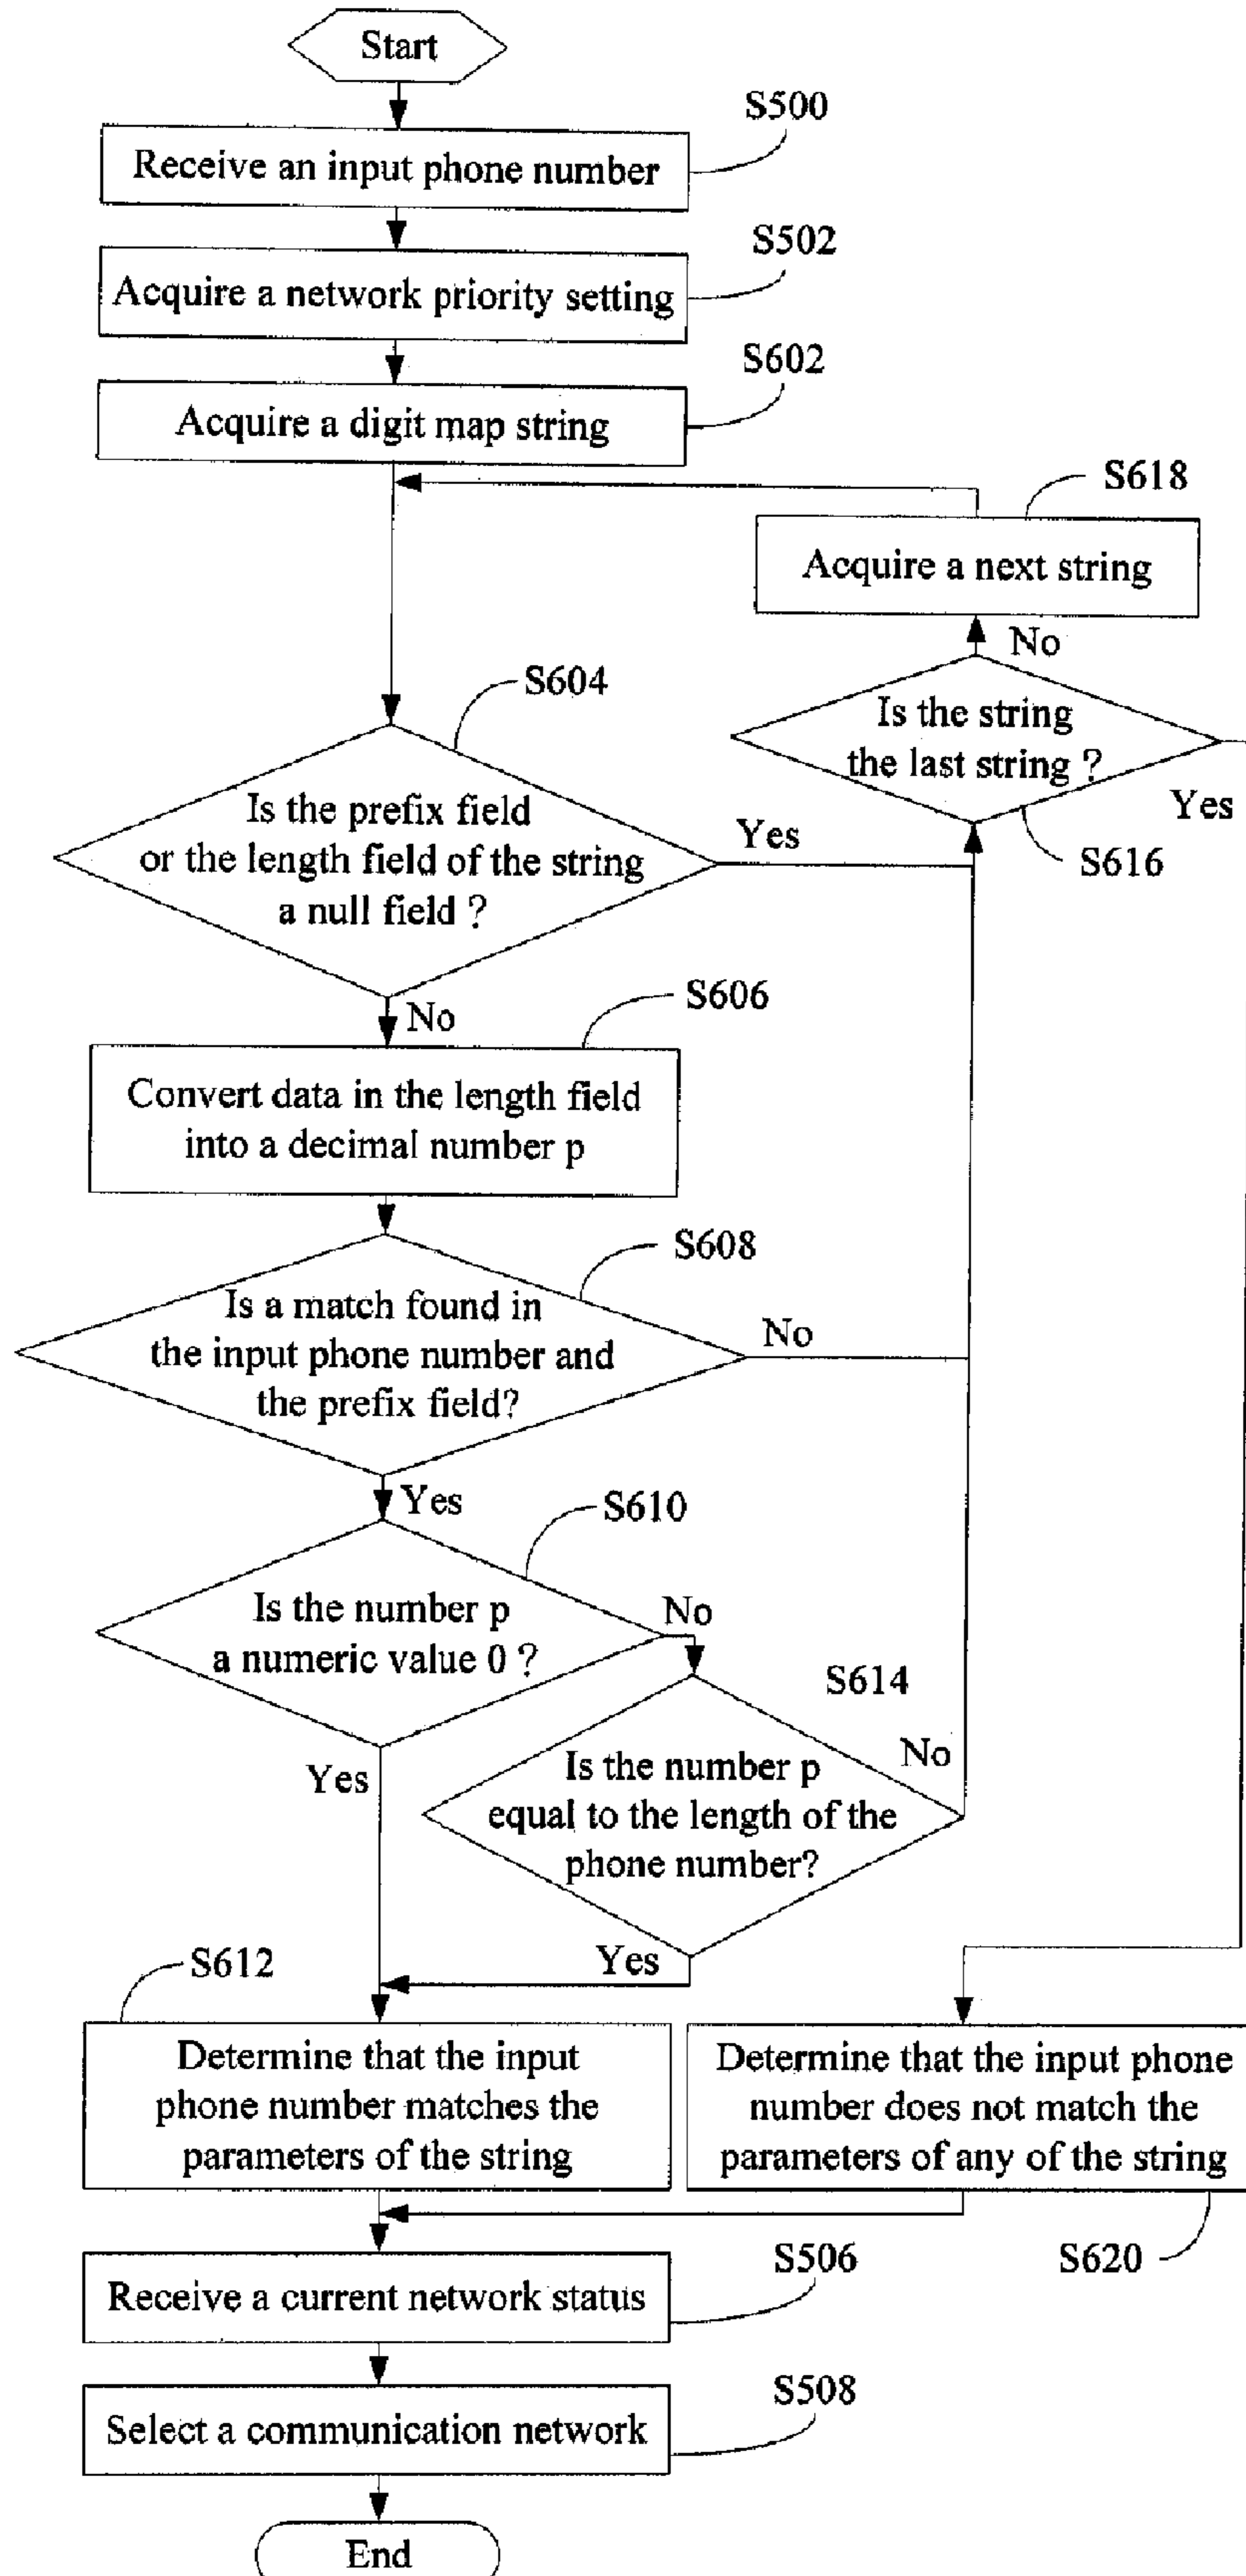 Start
S500
Receive an input phone number
S502
Acquire a network priority setting
S602
Acquire a digit map string
S618
Acquire a next string
No
S604
Is the string
the last string ?
Yes
S616
Is the prefix field
or the length field of the string
a null field ?
Yes
No
S606
Convert data in the length field
into a decimal number p
S608
Is a match found in
the input phone number and
the prefix field?
No
Yes
S610
Is the number p
a numeric value 0 ?
No
S614
Yes
Is the number p
equal to the length of the
phone number?
No
Yes
S612
Determine that the input
phone number matches the
parameters of the string
Determine that the input phone
number does not match the
parameters of any of the string
S620
S506
Receive a current network status
S508
Select a communication network
End